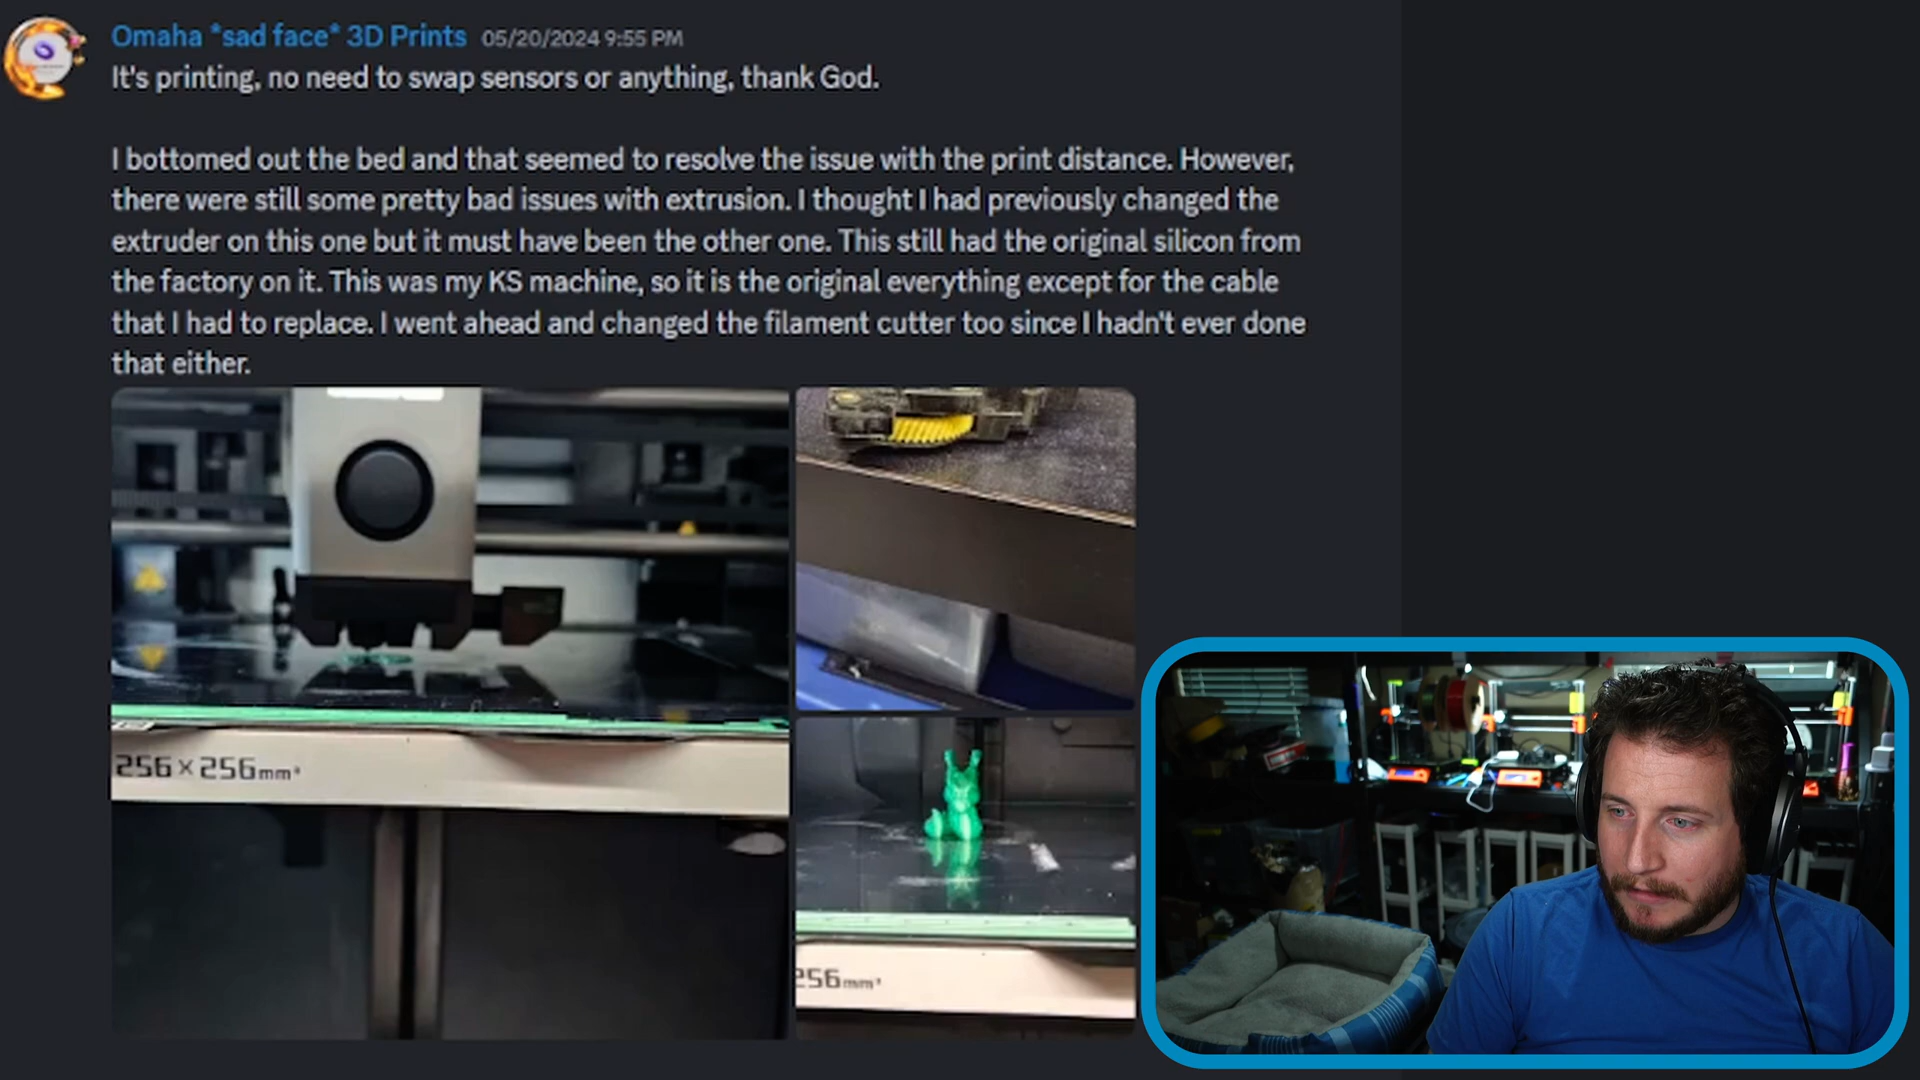 Omaha *sad face* 3D Prints 05/20/2024 9:55 PM
It's printing, no need to swap sensors or anything, thank God.
I bottomed out the bed and that seemed to resolve the issue with the print distance. However,
there were still some pretty bad issues with extrusion. I thought I had previously changed the
extruder on this one but it must have been the other one. This still had the original silicon from
the factory on it. This was my KS machine, so it is the original everything except for the cable
that I had to replace. I went ahead and changed the filament cutter too since I hadn't ever done
that either.
256×256mm²
256mm²